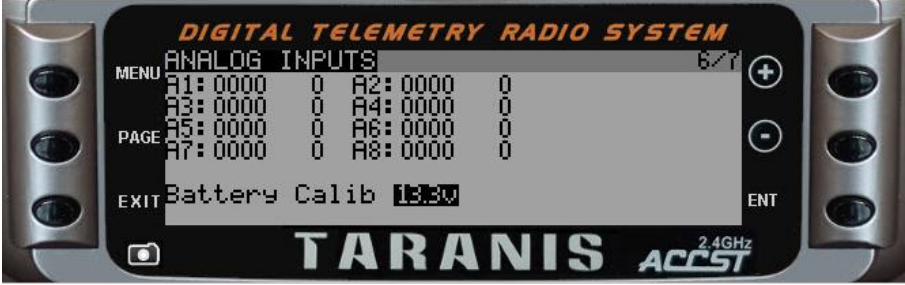 DIGITAL TELEMETRY RADIO SYSTEM
MENU
ANALOG INPUTS 6/7
A1:0000 0 A2:0000 0
A3:0000 0 A4:0000 0
PAGE
A5:0000 0 A6:0000 0
A7:0000 0 A8:0000 0
EXIT
Battery Calib 13.3V
ENT
TARANIS
2.4GHz
ACCST